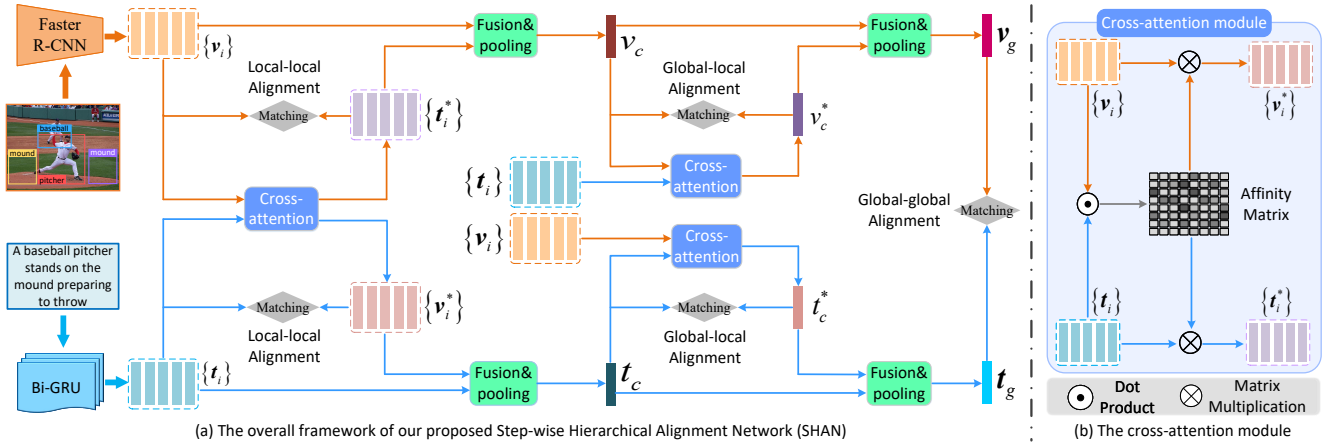 Faster
R-CNN
{v_i}
Fusion&
pooling
v_c
Fusion&
pooling
v_g
Local-local
Alignment
Matching
{t_i^*}
Global-local
Alignment
Matching
v_c^*
baseball
mound
mound
pitcher
Cross-
attention
{t_i}
Cross-
attention
{v_i}
Cross-
attention
Global-global
Alignment
Matching
A baseball pitcher
stands on the
mound preparing
to throw
Matching
Local-local
Alignment
{v_i^*}
Matching
Global-local
Alignment
t_c^*
Bi-GRU
{t_i}
Fusion&
pooling
t_c
Fusion&
pooling
t_g
(a) The overall framework of our proposed Step-wise Hierarchical Alignment Network (SHAN)
Cross-attention module
{v_i}
{v_i^*}
Affinity
Matrix
{t_i}
{t_i^*}
Dot
Product
Matrix
Multiplication
(b) The cross-attention module